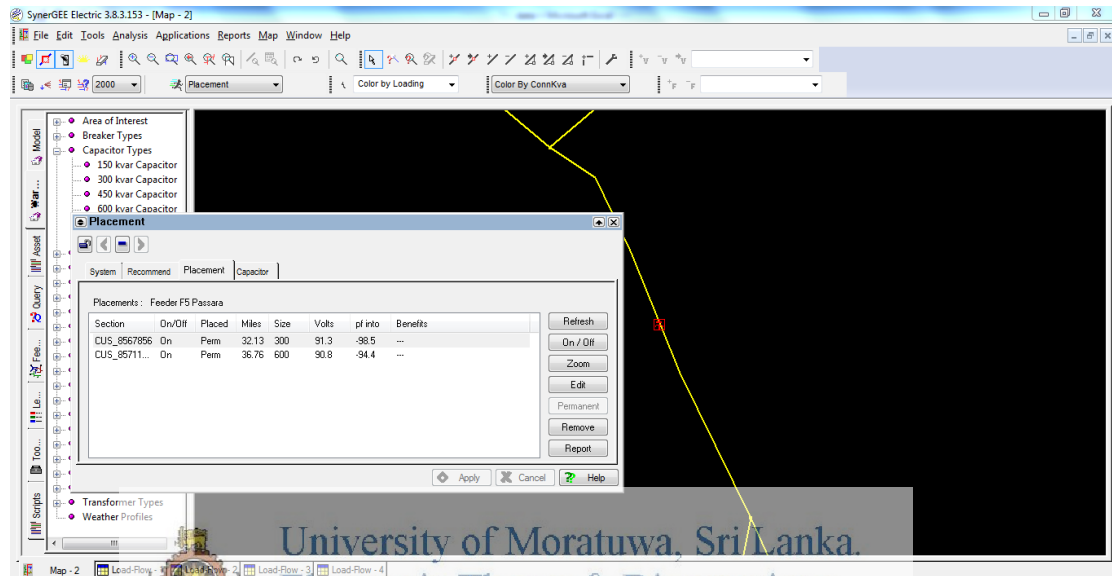 SynerGEE Electric 3.8.3.153 - [Map - 2]
File Edit Tools Analysis Applications Reports Map Window Help
2000 Placement Color by Loading Color By ConnKva
Model
War...
Asset
Query
Fee...
Le...
Too...
Scripts
Area of Interest
Breaker Types
Capacitor Types
150 kvar Capacitor
300 kvar Capacitor
450 kvar Capacitor
600 kvar Capacitor
Placement
System Recommend Placement Capacitor
Placements : Feeder F5 Passara
Section On/Off Placed Miles Size Volts pf into Benefits
CUS_8567856 On Perm 32.13 300 91.3 -98.5 ---
CUS_85711... On Perm 36.76 600 90.8 -94.4 ---
Refresh
On / Off
Zoom
Edit
Permanent
Remove
Report
Apply Cancel Help
Transformer Types
Weather Profiles
University of Moratuwa, Sri Lanka.
Map - 2 Load-Flow - 2 Load-Flow - 3 Load-Flow - 4